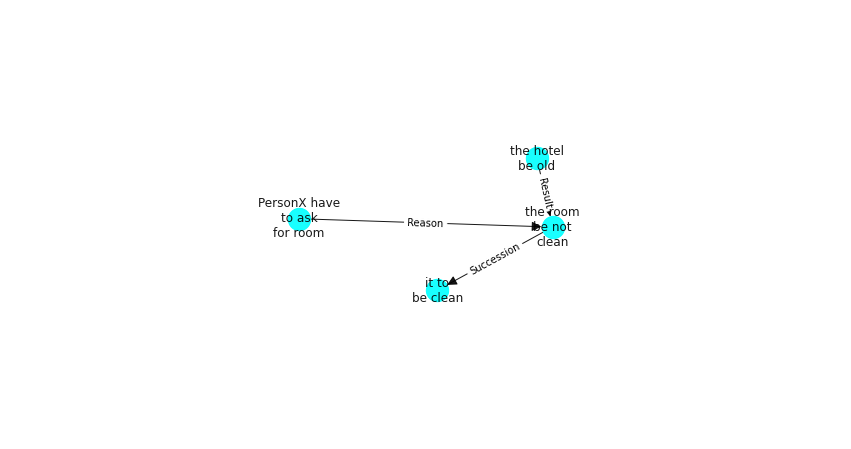 the hotel
be old
Result
PersonX have
to ask
for room
Reason
the room
be not
clean
Succession
it to
be clean